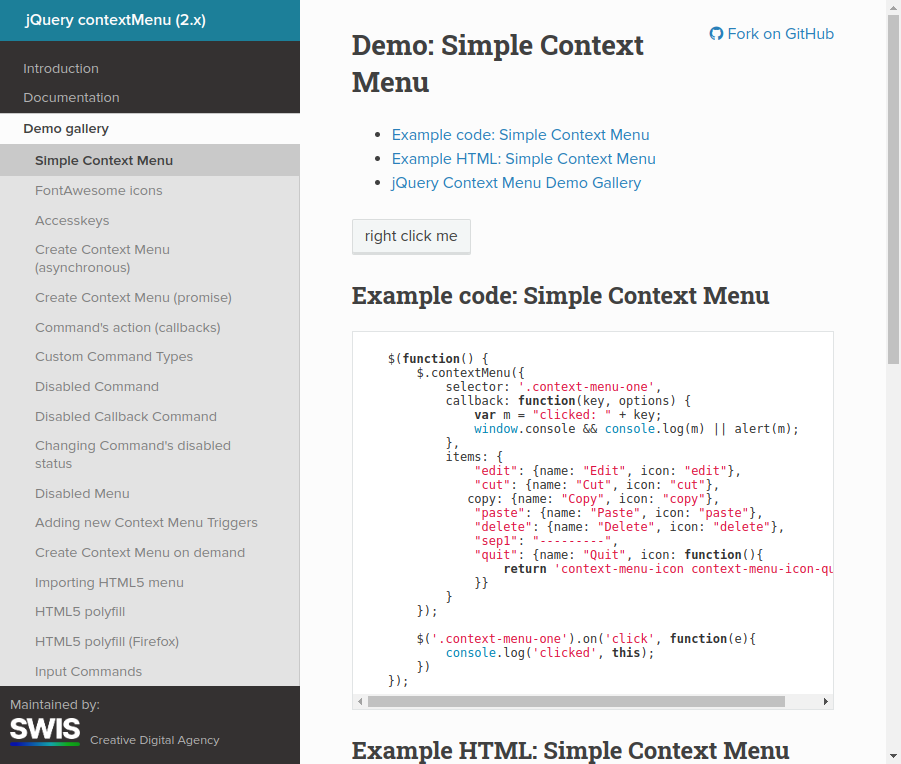 jQuery contextMenu (2.x)
Introduction
Documentation
Demo gallery
Simple Context Menu
FontAwesome icons
Accesskeys
Create Context Menu
(asynchronous)
Create Context Menu (promise)
Command's action (callbacks)
Custom Command Types
Disabled Command
Disabled Callback Command
Changing Command's disabled
status
Disabled Menu
Adding new Context Menu Triggers
Create Context Menu on demand
Importing HTML5 menu
HTML5 polyfill
HTML5 polyfill (Firefox)
Input Commands
Maintained by:
SWIS
Creative Digital Agency
Fork on GitHub
Demo: Simple Context
Menu
Example code: Simple Context Menu
Example HTML: Simple Context Menu
jQuery Context Menu Demo Gallery
right click me
Example code: Simple Context Menu
$(function() {
    $.contextMenu({
        selector: '.context-menu-one',
        callback: function(key, options) {
            var m = "clicked: " + key;
            window.console && console.log(m) || alert(m);
        },
        items: {
            "edit": {name: "Edit", icon: "edit"},
            "cut": {name: "Cut", icon: "cut"},
           copy: {name: "Copy", icon: "copy"},
            "paste": {name: "Paste", icon: "paste"},
            "delete": {name: "Delete", icon: "delete"},
            "sep1": "---------",
            "quit": {name: "Quit", icon: function(){
                return 'context-menu-icon context-menu-icon-qu
            }}
        }
    });
    $('.context-menu-one').on('click', function(e){
        console.log('clicked', this);
    })
});
Example HTML: Simple Context Menu